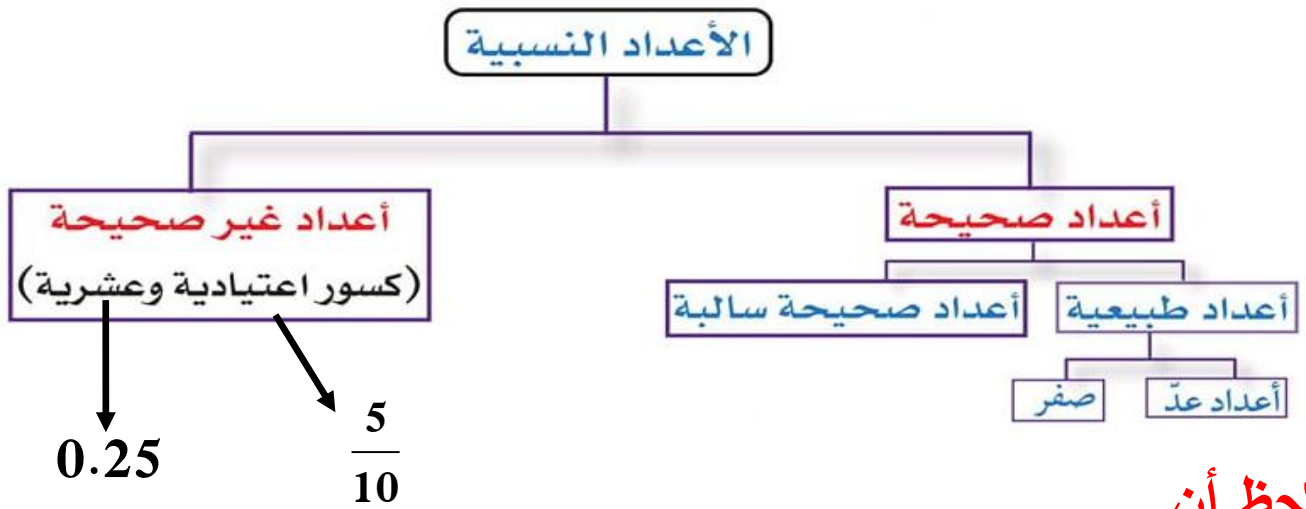 الأعداد النسبية
أعداد صحيحة
أعداد غير صحيحة
(كسور اعتيادية وعشرية)
أعداد طبيعية
أعداد صحيحة سالبة
أعداد عدّ
صفر
5
10
0.25
أن